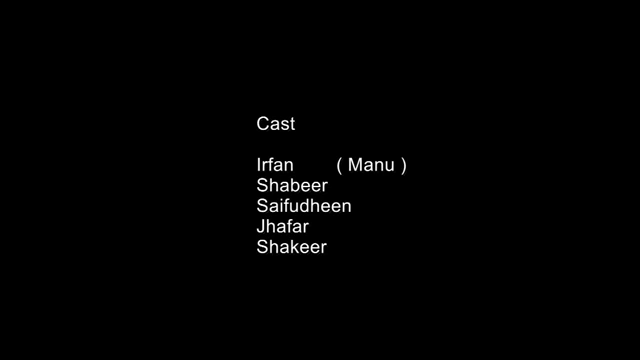 Cast
Irfan ( Manu )
Shabeer
Saifudheen
Jhafar
Shakeer